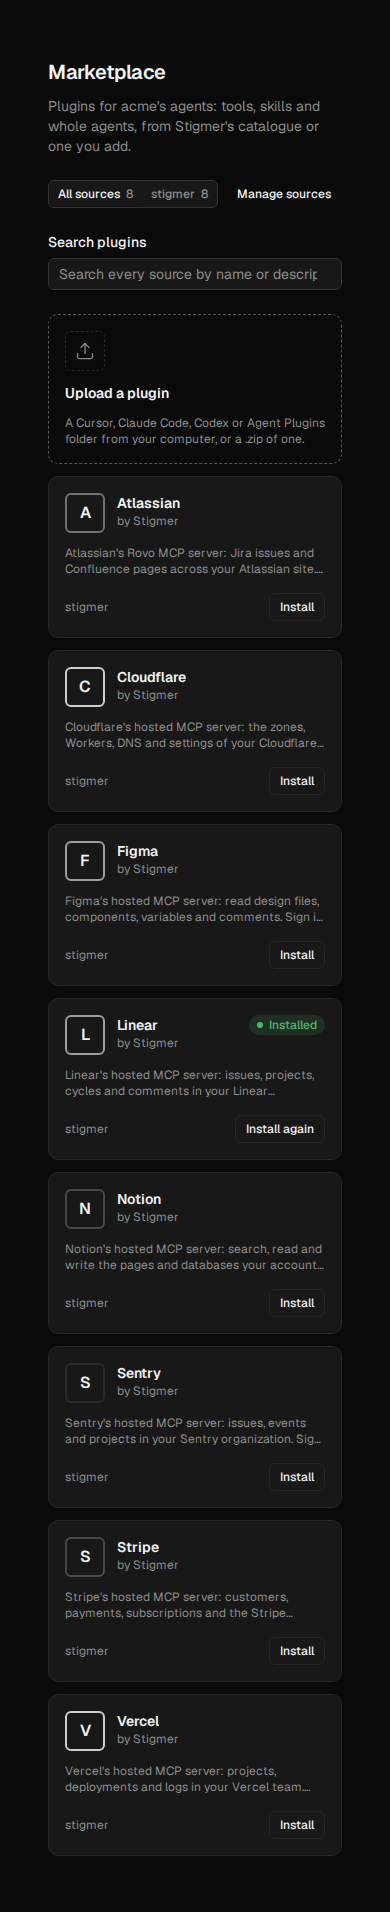 Marketplace
Plugins for acme's agents: tools, skills and
whole agents, from Stigmer's catalogue or
one you add.
All sources 8 stigmer 8 Manage sources
Search plugins
Search every source by name or descrip
Upload a plugin
A Cursor, Claude Code, Codex or Agent Plugins
folder from your computer, or a .zip of one.
A
Atlassian
by Stigmer
Atlassian's Rovo MCP server: Jira issues and
Confluence pages across your Atlassian site.…
stigmer Install
C
Cloudflare
by Stigmer
Cloudflare's hosted MCP server: the zones,
Workers, DNS and settings of your Cloudflare…
stigmer Install
F
Figma
by Stigmer
Figma's hosted MCP server: read design files,
components, variables and comments. Sign i…
stigmer Install
L
Linear Installed
by Stigmer
Linear's hosted MCP server: issues, projects,
cycles and comments in your Linear…
stigmer Install again
N
Notion
by Stigmer
Notion's hosted MCP server: search, read and
write the pages and databases your account…
stigmer Install
S
Sentry
by Stigmer
Sentry's hosted MCP server: issues, events
and projects in your Sentry organization. Sig…
stigmer Install
S
Stripe
by Stigmer
Stripe's hosted MCP server: customers,
payments, subscriptions and the Stripe…
stigmer Install
V
Vercel
by Stigmer
Vercel's hosted MCP server: projects,
deployments and logs in your Vercel team.…
stigmer Install